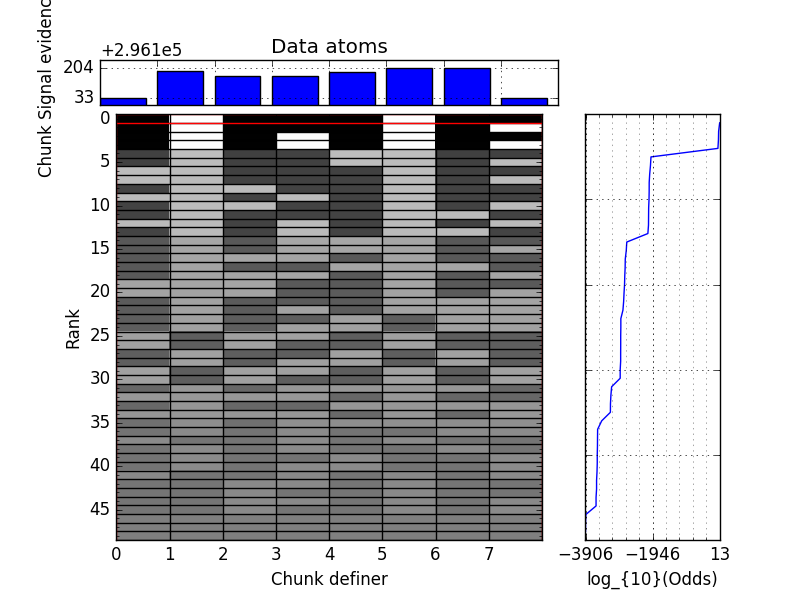 +2.961e5
Data atoms
Chunk Signal evidenc
204
33
0
5
10
15
20
25
30
35
40
45
Rank
0 1 2 3 4 5 6 7
Chunk definer
−3906 −1946 13
log_{10}(Odds)